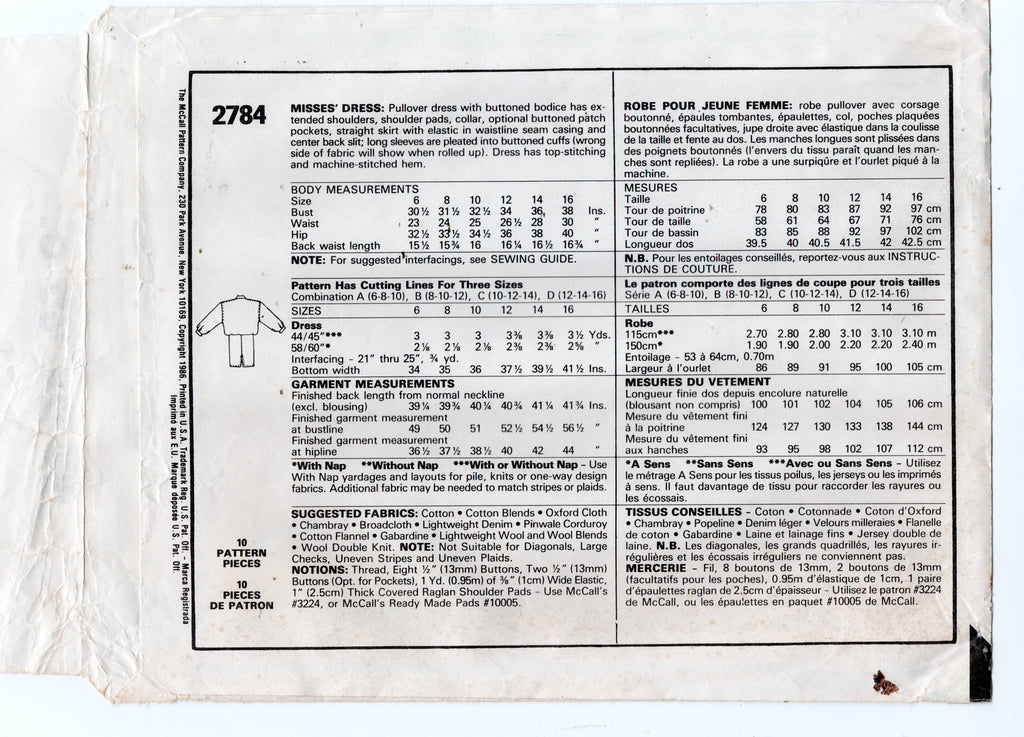 The McCall Pattern Company, 230 Park Avenue, New York 10169, Copyright 1986, Printed in U.S.A. Trademark Reg. U.S. Pat. Off. - Marca Registrada
Imprimé aux E.U. Marque déposée U.S. Pat. Off.
2784
10
PATTERN
PIECES
10
PIECES
DE PATRON
MISSES' DRESS: Pullover dress with buttoned bodice has ex-
tended shoulders, shoulder pads, collar, optional buttoned patch
pockets, straight skirt with elastic in waistline seam casing and
center back slit; long sleeves are pleated into buttoned cuffs (wrong
side of fabric will show when rolled up). Dress has top-stitching
and machine-stitched hem.
BODY MEASUREMENTS
Size 6 8 10 12 14 16
Bust 30½ 31½ 32½ 34 36 38 Ins.
Waist 23 24 25 26½ 28 30 "
Hip 32½ 33½ 34½ 36 38 40 "
Back waist length 15½ 15¾ 16 16¼ 16½ 16¾ "
NOTE: For suggested interfacings, see SEWING GUIDE.
Pattern Has Cutting Lines For Three Sizes
Combination A (6-8-10), B (8-10-12), C (10-12-14), D (12-14-16)
SIZES 6 8 10 12 14 16
Dress
44/45"*** 3 3 3 3⅜ 3⅜ 3½ Yds.
58/60"* 2⅛ 2⅛ 2⅛ 2⅜ 2⅜ 2⅝ "
Interfacing - 21" thru 25", ¾ yd.
Bottom width 34 35 36 37½ 39½ 41½ Ins.
GARMENT MEASUREMENTS
Finished back length from normal neckline
(excl. blousing) 39¼ 39¾ 40¼ 40¾ 41¼ 41¾ Ins.
Finished garment measurement
at bustline 49 50 51 52½ 54½ 56½ "
Finished garment measurement
at hipline 36½ 37½ 38½ 40 42 44 "
*With Nap **Without Nap ***With or Without Nap - Use
With Nap yardages and layouts for pile, knits or one-way design
fabrics. Additional fabric may be needed to match stripes or plaids.
SUGGESTED FABRICS: Cotton • Cotton Blends • Oxford Cloth
• Chambray • Broadcloth • Lightweight Denim • Pinwale Corduroy
• Cotton Flannel • Gabardine • Lightweight Wool and Wool Blends
• Wool Double Knit. NOTE: Not Suitable for Diagonals, Large
Checks, Uneven Stripes and Uneven Plaids.
NOTIONS: Thread, Eight ½" (13mm) Buttons, Two ½" (13mm)
Buttons (Opt. for Pockets), 1 Yd. (0.95m) of ⅜" (1cm) Wide Elastic,
1" (2.5cm) Thick Covered Raglan Shoulder Pads - Use McCall's
#3224, or McCall's Ready Made Pads #10005.
ROBE POUR JEUNE FEMME: robe pullover avec corsage
boutonné, épaules tombantes, épaulettes, col, poches plaquées
boutonnées facultatives, jupe droite avec élastique dans la coulisse
de la taille et fente au dos. Les manches longues sont plissées dans
des poignets boutonnés (l'envers du tissu paraît quand les man-
ches sont repliées). La robe a une surpiqûre et l'ourlet piqué à la
machine.
MESURES
Taille 6 8 10 12 14 16
Tour de poitrine 78 80 83 87 92 97 cm
Tour de taille 58 61 64 67 71 76 cm
Tour de bassin 83 85 88 92 97 102 cm
Longueur dos 39.5 40 40.5 41.5 42 42.5 cm
N.B. Pour les entoilages conseillés, reportez-vous aux INSTRUC-
TIONS DE COUTURE.
Le patron comporte des lignes de coupe pour trois tailles
Série A (6-8-10), B (8-10-12), C (10-12-14), D (12-14-16)
TAILLES 6 8 10 12 14 16
Robe
115cm*** 2.70 2.80 2.80 3.10 3.10 3.10 m
150cm* 1.90 1.90 2.00 2.20 2.20 2.40 m
Entoilage - 53 à 64cm, 0.70m
Largeur à l'ourlet 86 89 91 95 100 105 cm
MESURES DU VETEMENT
Longueur finie dos depuis encolure naturelle
(blousant non compris) 100 101 102 104 105 106 cm
Mesure du vêtement fini
à la poitrine 124 127 130 133 138 144 cm
Mesure du vêtement fini
aux hanches 93 95 98 102 107 112 cm
*A Sens **Sans Sens ***Avec ou Sans Sens - Utilisez
le métrage A Sens pour les tissus poilus, les jerseys ou les imprimés
à sens. Il faut davantage de tissu pour raccorder les rayures ou
les écossais.
TISSUS CONSEILLES - Coton • Cotonnade • Coton d'Oxford
• Chambray • Popeline • Denim léger • Velours milleraies • Flanelle
de coton • Gabardine • Laine et lainage fins • Jersey double de
laine. N.B. Les diagonales, les grands quadrillés, les rayures ir-
régulières et les écossais irréguliers ne conviennent pas.
MERCERIE - Fil, 8 boutons de 13mm, 2 boutons de 13mm
(facultatifs pour les poches), 0.95m d'élastique de 1cm, 1 paire
d'épaulettes raglan de 2.5cm d'épaisseur - Utilisez le patron #3224
de McCall, ou les épaulettes en paquet #10005 de McCall.